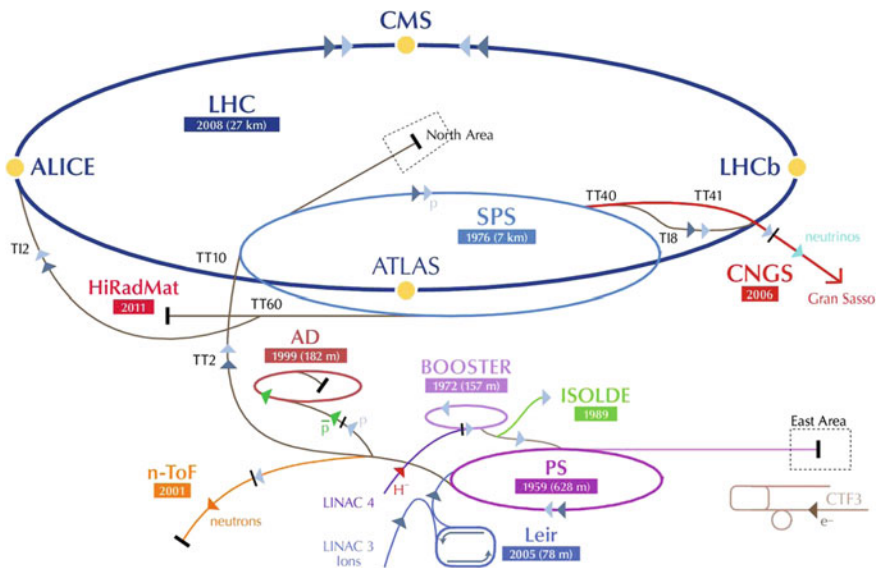 CMS
LHC
2008 (27 km)
North Area
ALICE
LHCb
TT40
TT41
p
SPS
1976 (7 km)
TI8
neutrinos
TI2
TT10
ATLAS
CNGS
2006
Gran Sasso
HiRadMat
2011
TT60
AD
1999 (182 m)
TT2
BOOSTER
1972 (157 m)
ISOLDE
1989
p̅
p
East Area
n-ToF
2001
neutrons
PS
1959 (628 m)
H⁻
LINAC 4
CTF3
e⁻
LINAC 3
Ions
Leir
2005 (78 m)